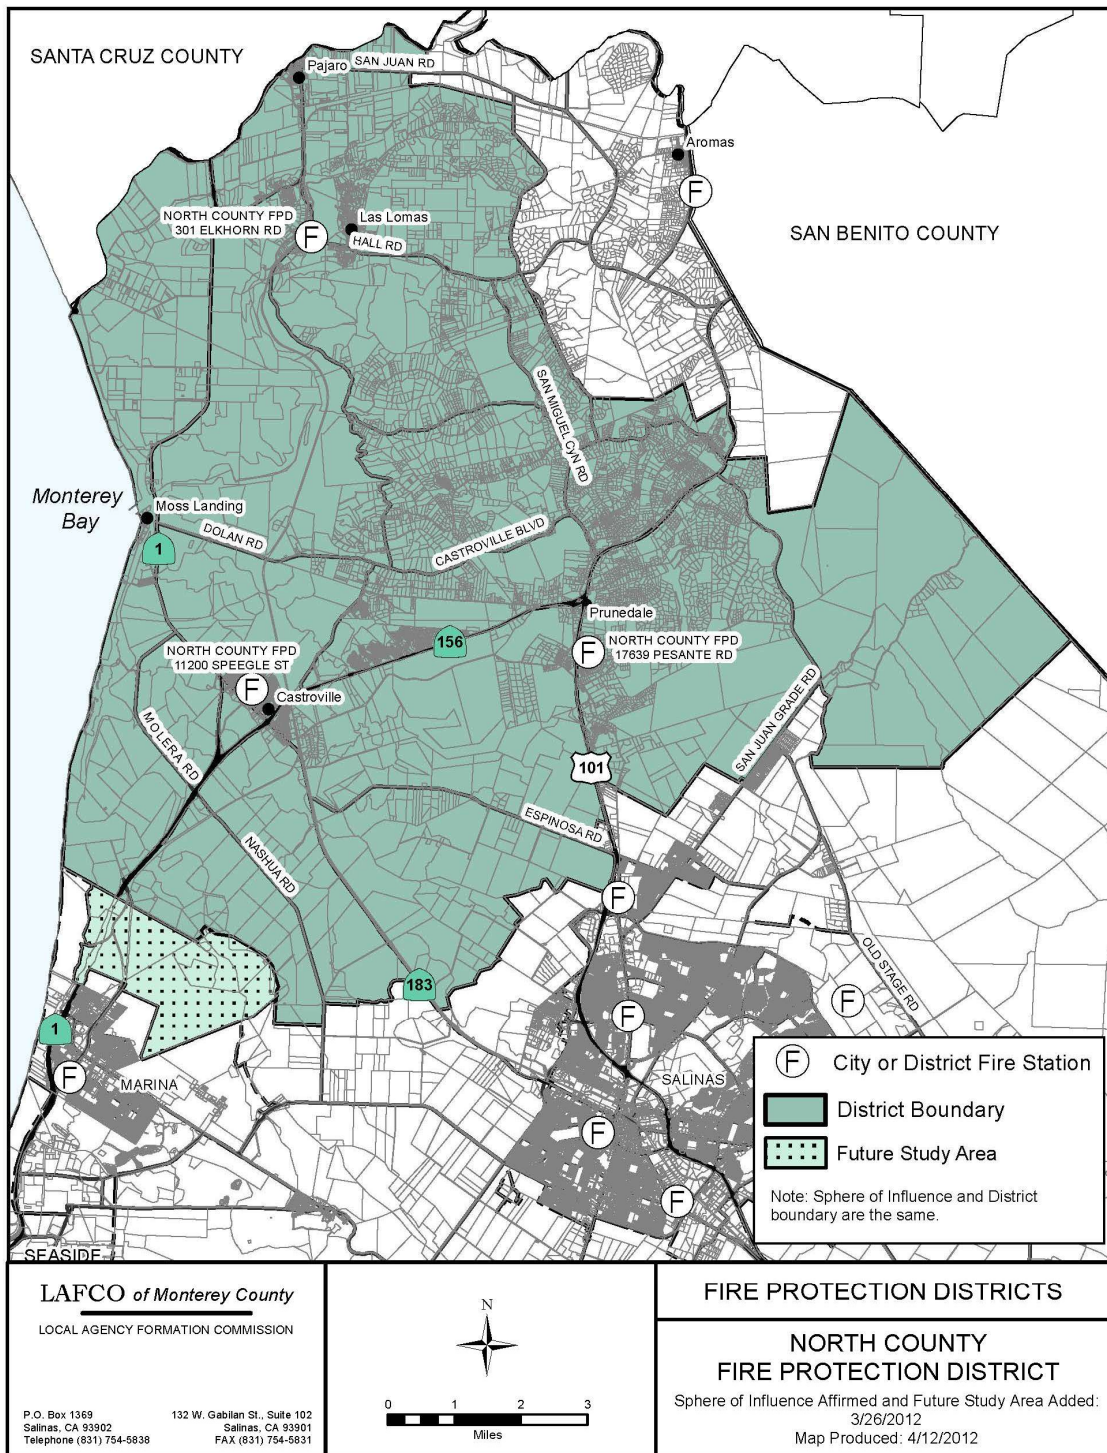 SANTA CRUZ COUNTY
Pajaro
SAN JUAN RD
Aromas
F
NORTH COUNTY FPD
301 ELKHORN RD
F
Las Lomas
HALL RD
SAN BENITO COUNTY
SAN MIGUEL CyN RD
Monterey
Bay
Moss Landing
1
DOLAN RD
CASTROVILLE BLVD
Prunedale
156
NORTH COUNTY FPD
17639 PESANTE RD
F
NORTH COUNTY FPD
11200 SPEEGLE ST
F
Castroville
MOLERA RD
SAN JUAN GRADE RD
101
ESPINOSA RD
NASHUA RD
F
OLD STAGE RD
183
F
F
1
F
MARINA
SALINAS
F
F
SEASIDE
F City or District Fire Station
District Boundary
Future Study Area
Note: Sphere of Influence and District
boundary are the same.
LAFCO of Monterey County
LOCAL AGENCY FORMATION COMMISSION
P.O. Box 1369
Salinas, CA 93902
Telephone (831) 754-5838
132 W. Gabilan St., Suite 102
Salinas, CA 93901
FAX (831) 754-5831
N
0 1 2 3
Miles
FIRE PROTECTION DISTRICTS
NORTH COUNTY
FIRE PROTECTION DISTRICT
Sphere of Influence Affirmed and Future Study Area Added:
3/26/2012
Map Produced: 4/12/2012